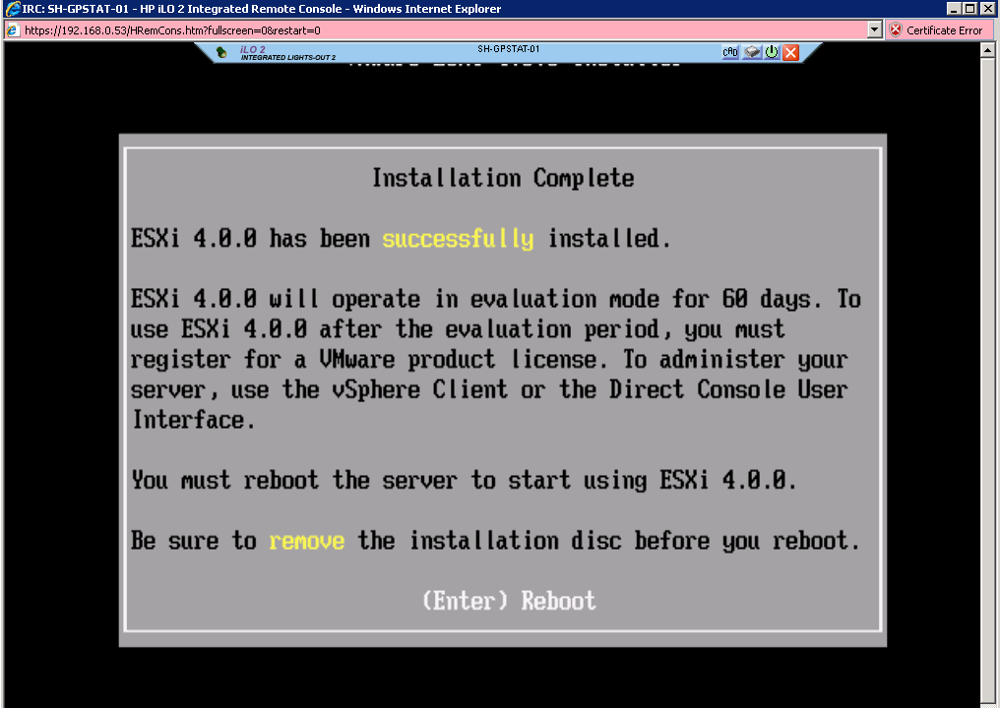 IRC: SH-GPSTAT-01 - HP iLO 2 Integrated Remote Console - Windows Internet Explorer
https://192.168.0.53/HRemCons.htm?fullscreen=0&restart=0
Certificate Error
iLO 2
INTEGRATED LIGHTS-OUT 2
SH-GPSTAT-01
CAD
Installation Complete
ESXi 4.0.0 has been successfully installed.
ESXi 4.0.0 will operate in evaluation mode for 60 days. To
use ESXi 4.0.0 after the evaluation period, you must
register for a VMware product license. To administer your
server, use the vSphere Client or the Direct Console User
Interface.
You must reboot the server to start using ESXi 4.0.0.
Be sure to remove the installation disc before you reboot.
(Enter) Reboot